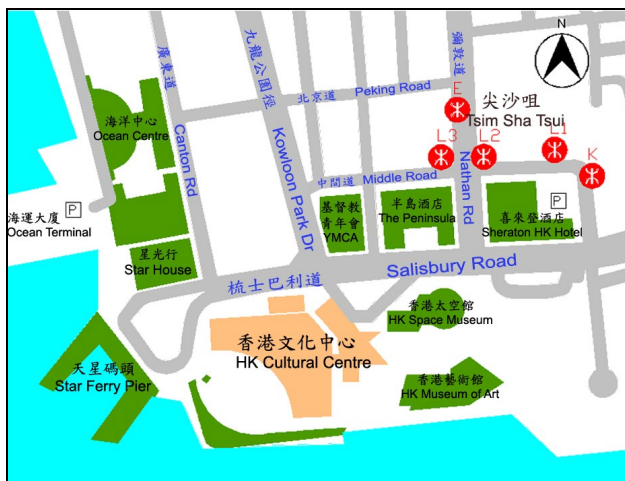 N
廣東道
Canton Rd
九龍公園徑
Kowloon Park Dr
彌敦道
Nathan Rd
北京道 Peking Road
E
尖沙咀
Tsim Sha Tsui
海洋中心
Ocean Centre
L3
L2
L1
K
中間道 Middle Road
P
海運大廈
Ocean Terminal
基督教
青年會
YMCA
半島酒店
The Peninsula
P
喜來登酒店
Sheraton HK Hotel
星光行
Star House
梳士巴利道
Salisbury Road
香港太空館
HK Space Museum
香港文化中心
HK Cultural Centre
天星碼頭
Star Ferry Pier
香港藝術館
HK Museum of Art